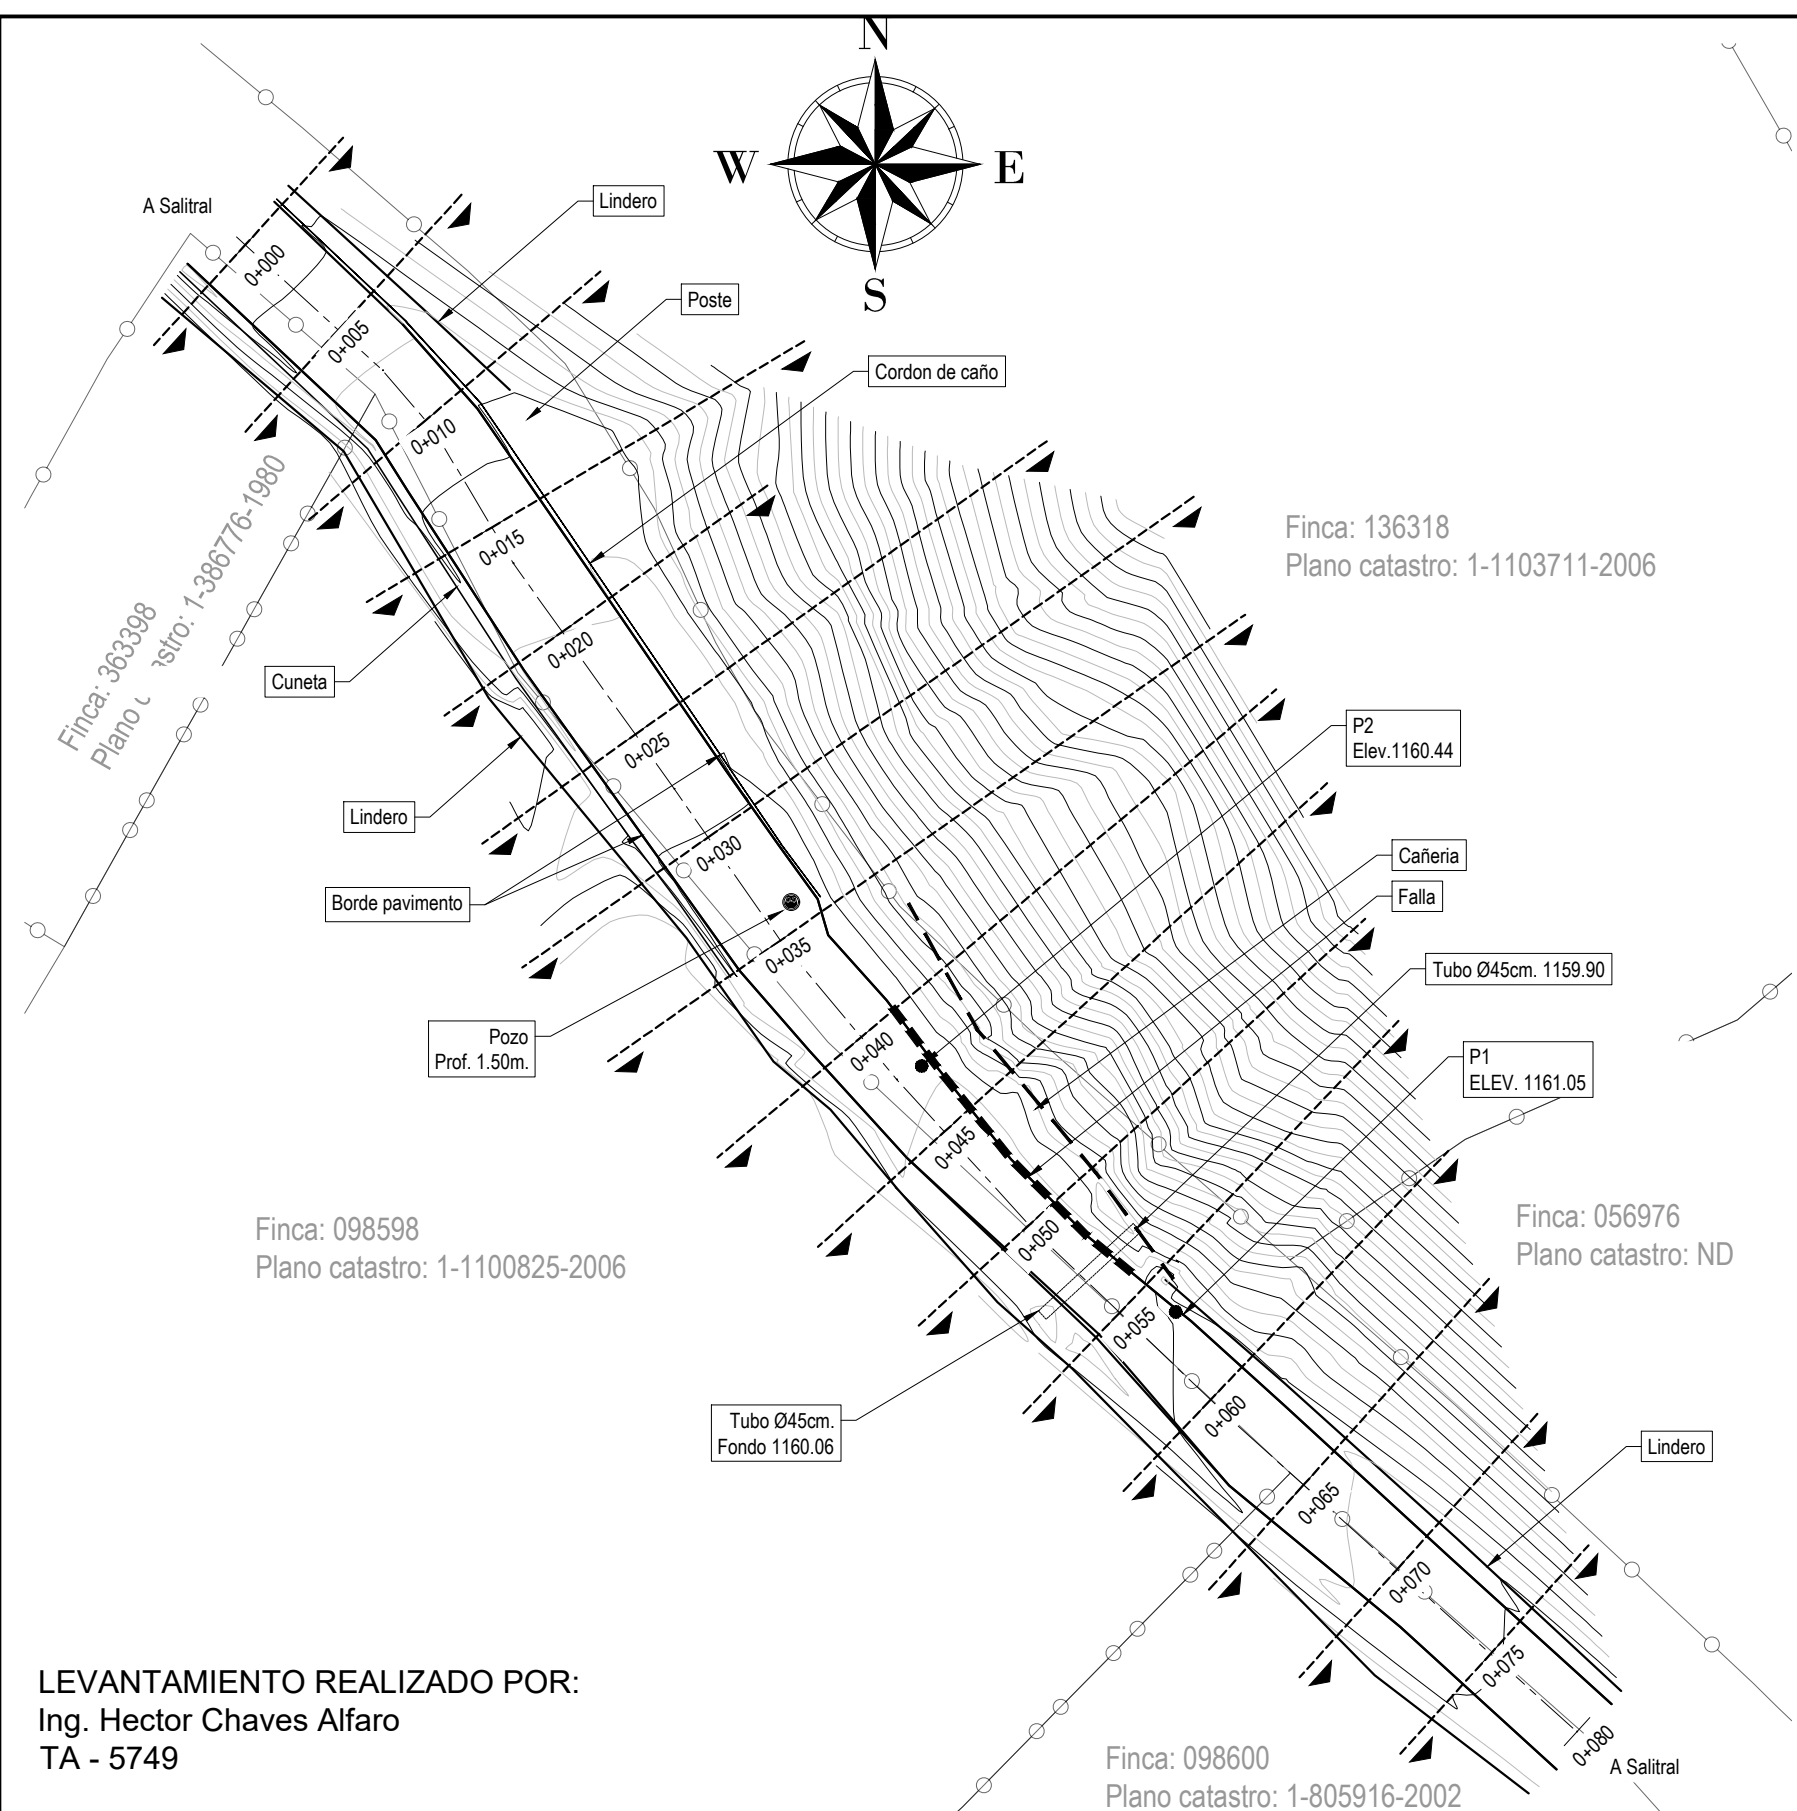 N
W
E
S
A Salitral
Lindero
Poste
Cordon de caño
0+000
0+005
0+010
0+015
0+020
0+025
0+030
0+035
0+040
0+045
0+050
0+055
0+060
0+065
0+070
0+075
0+080
Finca: 136318
Plano catastro: 1-1103711-2006
Finca: 363398
Plano astro: 1-386776-1980
Cuneta
Lindero
Borde pavimento
Pozo
Prof. 1.50m.
P2
Elev.1160.44
Cañeria
Falla
Tubo Ø45cm. 1159.90
P1
ELEV. 1161.05
Finca: 098598
Plano catastro: 1-1100825-2006
Finca: 056976
Plano catastro: ND
Tubo Ø45cm.
Fondo 1160.06
Lindero
LEVANTAMIENTO REALIZADO POR:
Ing. Hector Chaves Alfaro
TA - 5749
Finca: 098600
Plano catastro: 1-805916-2002
A Salitral